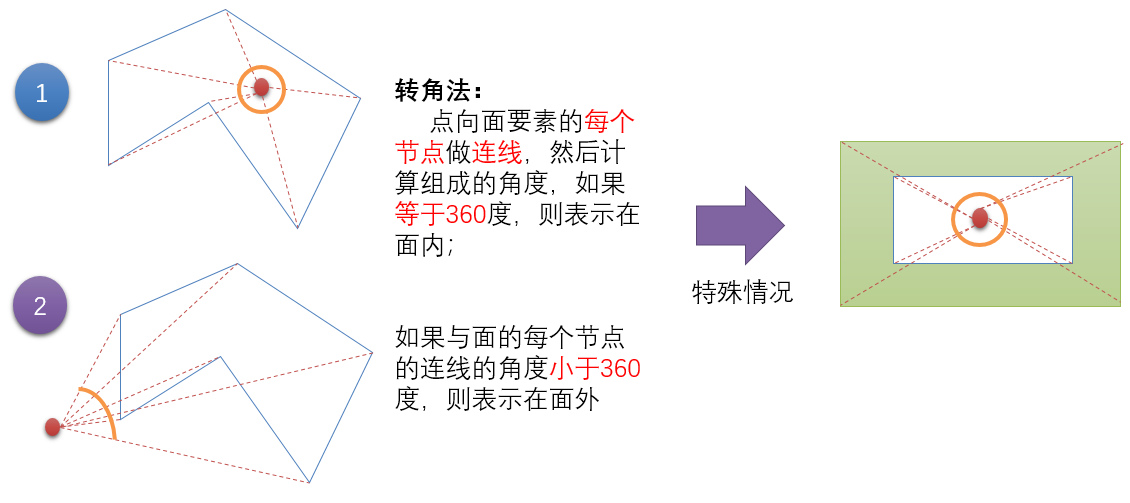 1
转角法：
点向面要素的每个
节点做连线，然后计
算组成的角度，如果
等于360度，则表示在
面内；
特殊情况
2
如果与面的每个节点
的连线的角度小于360
度，则表示在面外